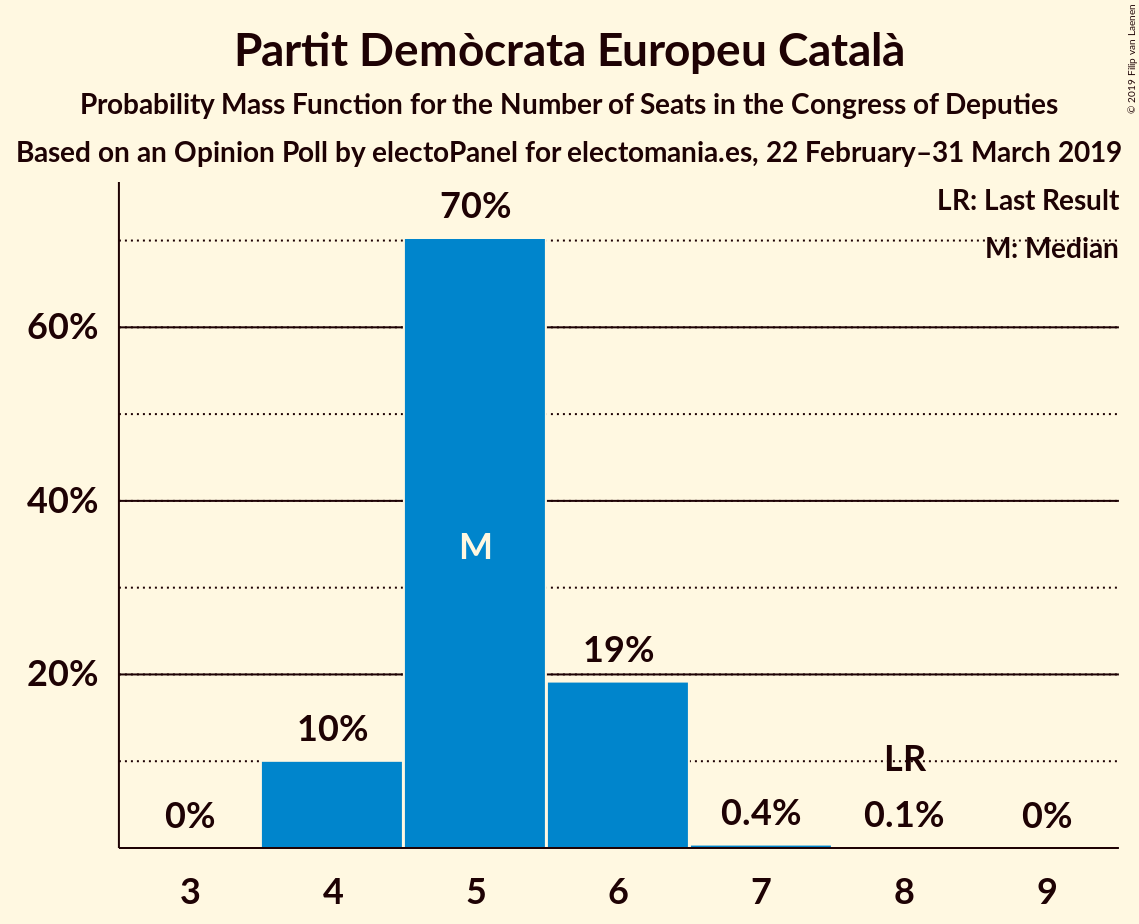 Partit Demòcrata Europeu Català
Probability Mass Function for the Number of Seats in the Congress of Deputies
Based on an Opinion Poll by electoPanel for electomania.es, 22 February–31 March 2019
© 2019 Filip van Laenen
LR: Last Result
M: Median
60%
40%
20%
0%
10%
70%
M
19%
0.4%
LR
0.1%
0%
3 4 5 6 7 8 9